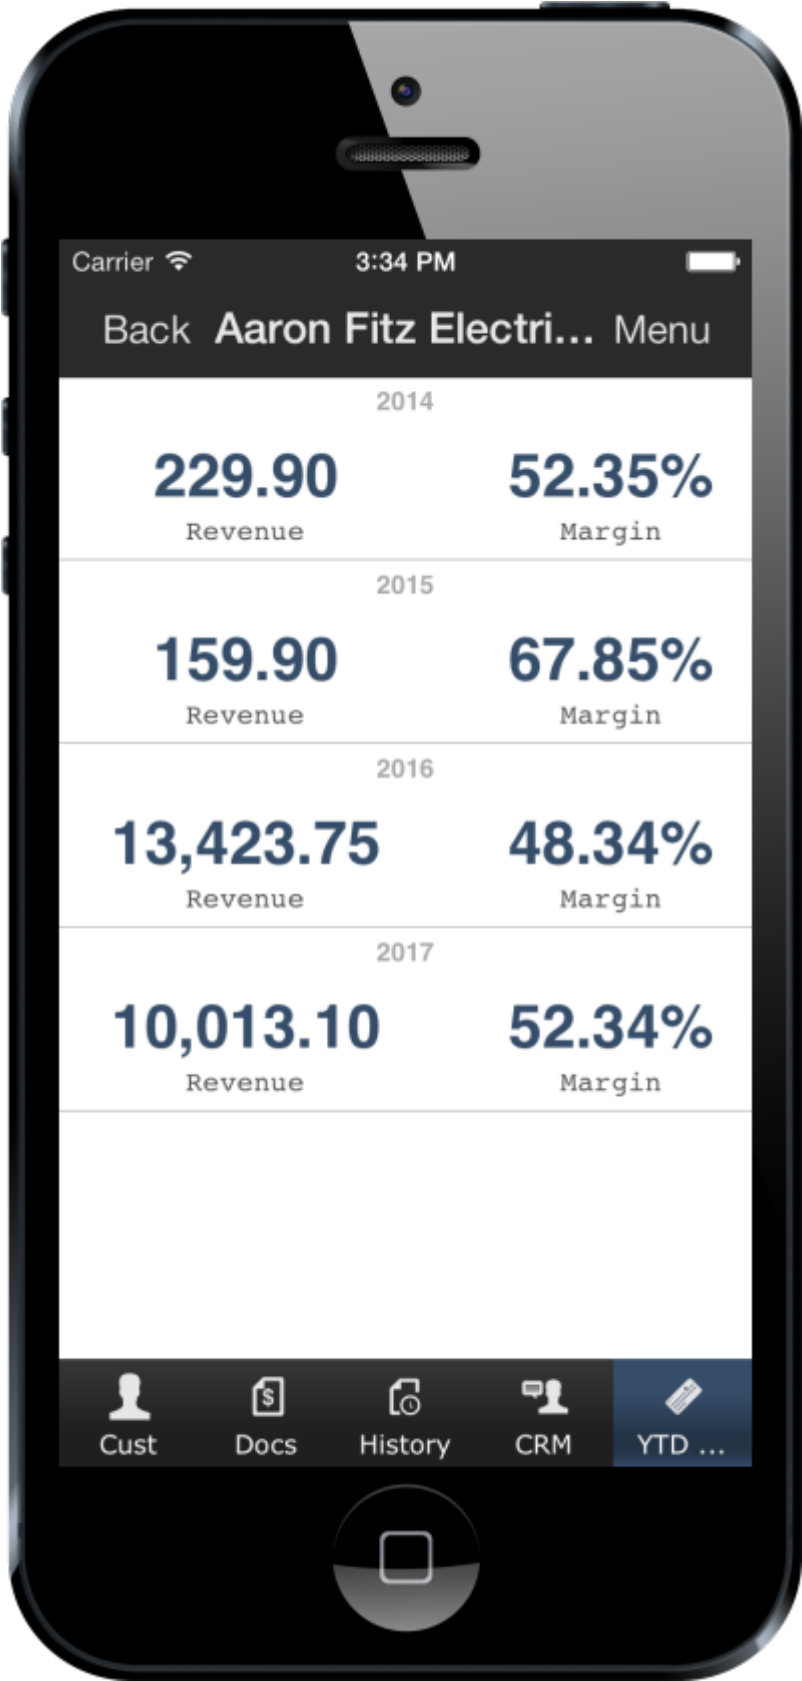 Carrier 3:34 PM
Back Aaron Fitz Electri... Menu
2014
229.90 52.35%
Revenue Margin
2015
159.90 67.85%
Revenue Margin
2016
13,423.75 48.34%
Revenue Margin
2017
10,013.10 52.34%
Revenue Margin
$
Cust Docs History CRM YTD ...